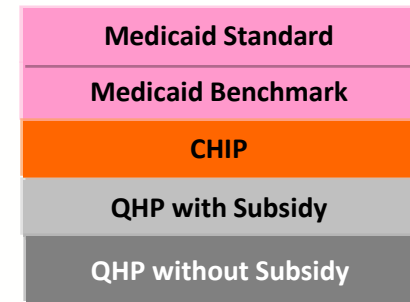 Medicaid Standard
Medicaid Benchmark
CHIP
QHP with Subsidy
QHP without Subsidy